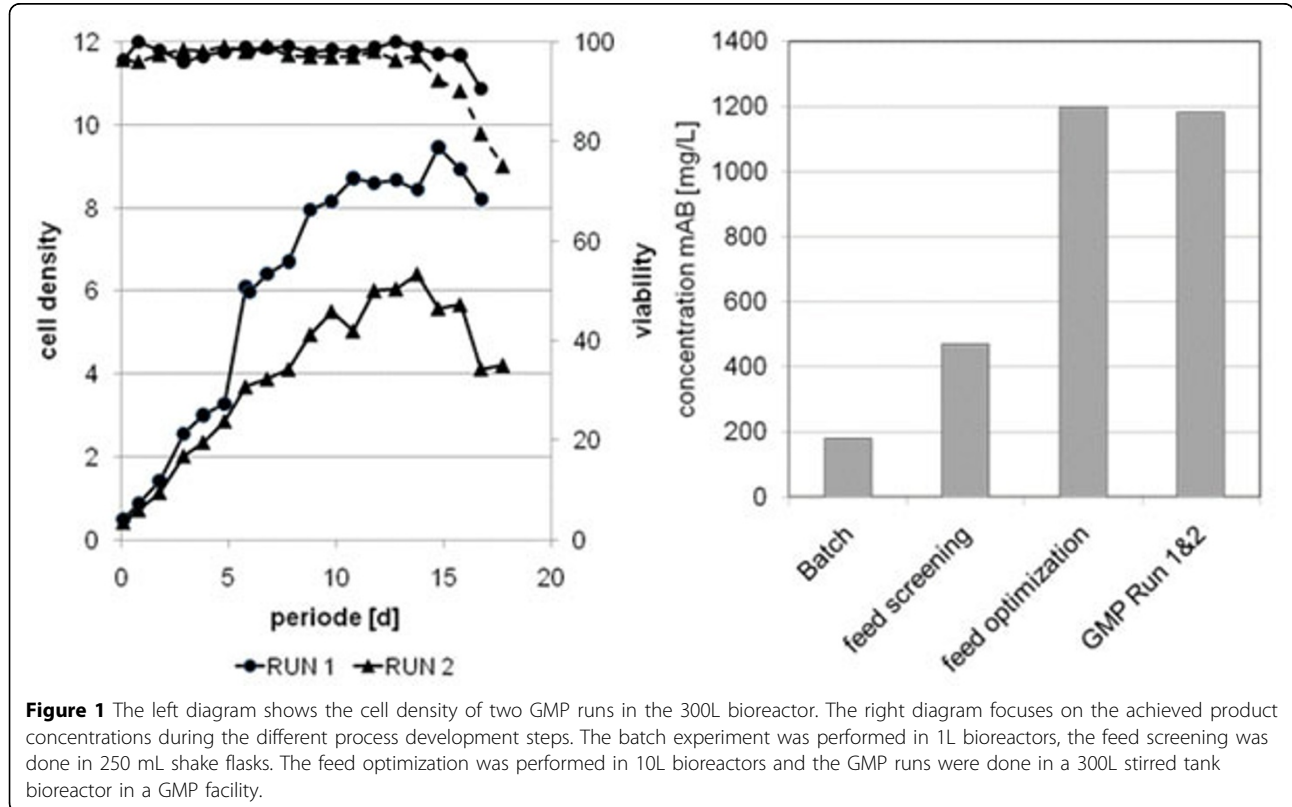 12
10
8
6
4
2
0
cell density
100
80
60
40
20
0
viability
0 5 10 15 20
periode [d]
RUN 1 RUN 2
1400
1200
1000
800
600
400
200
0
concentration mAB [mg/L]
Batch
feed screening
feed optimization
GMP Run 1&2
Figure 1 The left diagram shows the cell density of two GMP runs in the 300L bioreactor. The right diagram focuses on the achieved product
concentrations during the different process development steps. The batch experiment was performed in 1L bioreactors, the feed screening was
done in 250 mL shake flasks. The feed optimization was performed in 10L bioreactors and the GMP runs were done in a 300L stirred tank
bioreactor in a GMP facility.